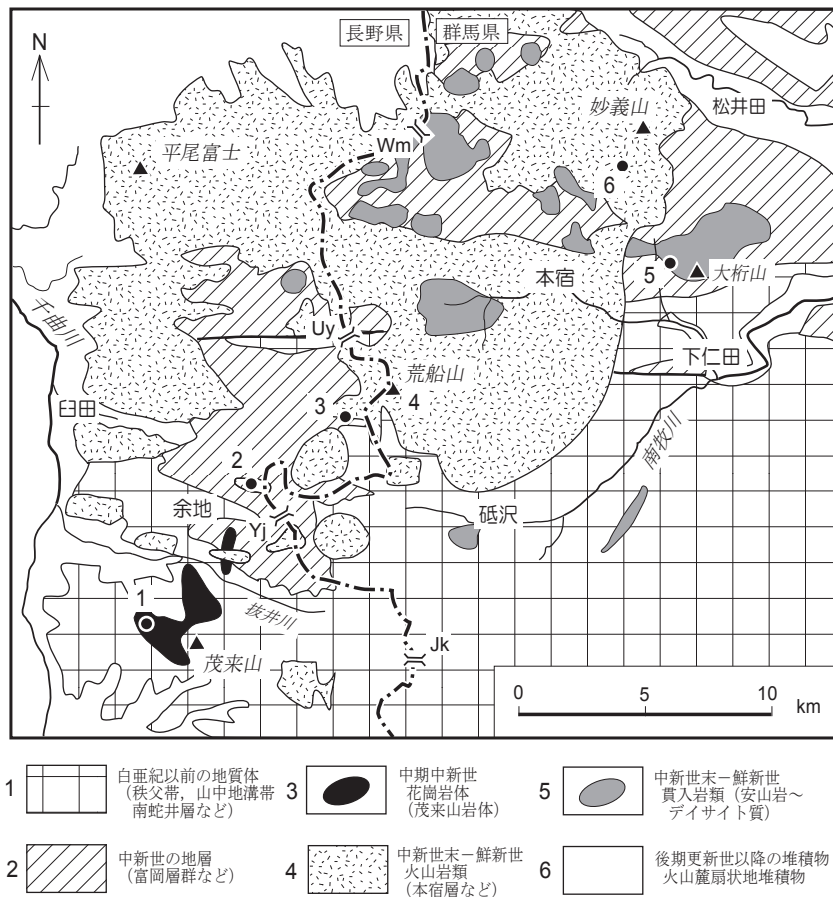 長野県 群馬県
N
妙義山
松井田
Wm
平尾富士
6
5
大桁山
本宿
千曲川
Uy
下仁田
荒船山
臼田
3
4
南牧川
2
余地
砥沢
Yj
1
抜井川
茂来山
Jk
0 5 10
km
1 白亜紀以前の地質体
(秩父帯,山中地溝帯
南蛇井層など)
2 中新世の地層
(富岡層群など)
3 中期中新世
花崗岩体
(茂来山岩体)
4 中新世末-鮮新世
火山岩類
(本宿層など)
5 中新世末-鮮新世
貫入岩類(安山岩~
デイサイト質)
6 後期更新世以降の堆積物
火山麓扇状地堆積物